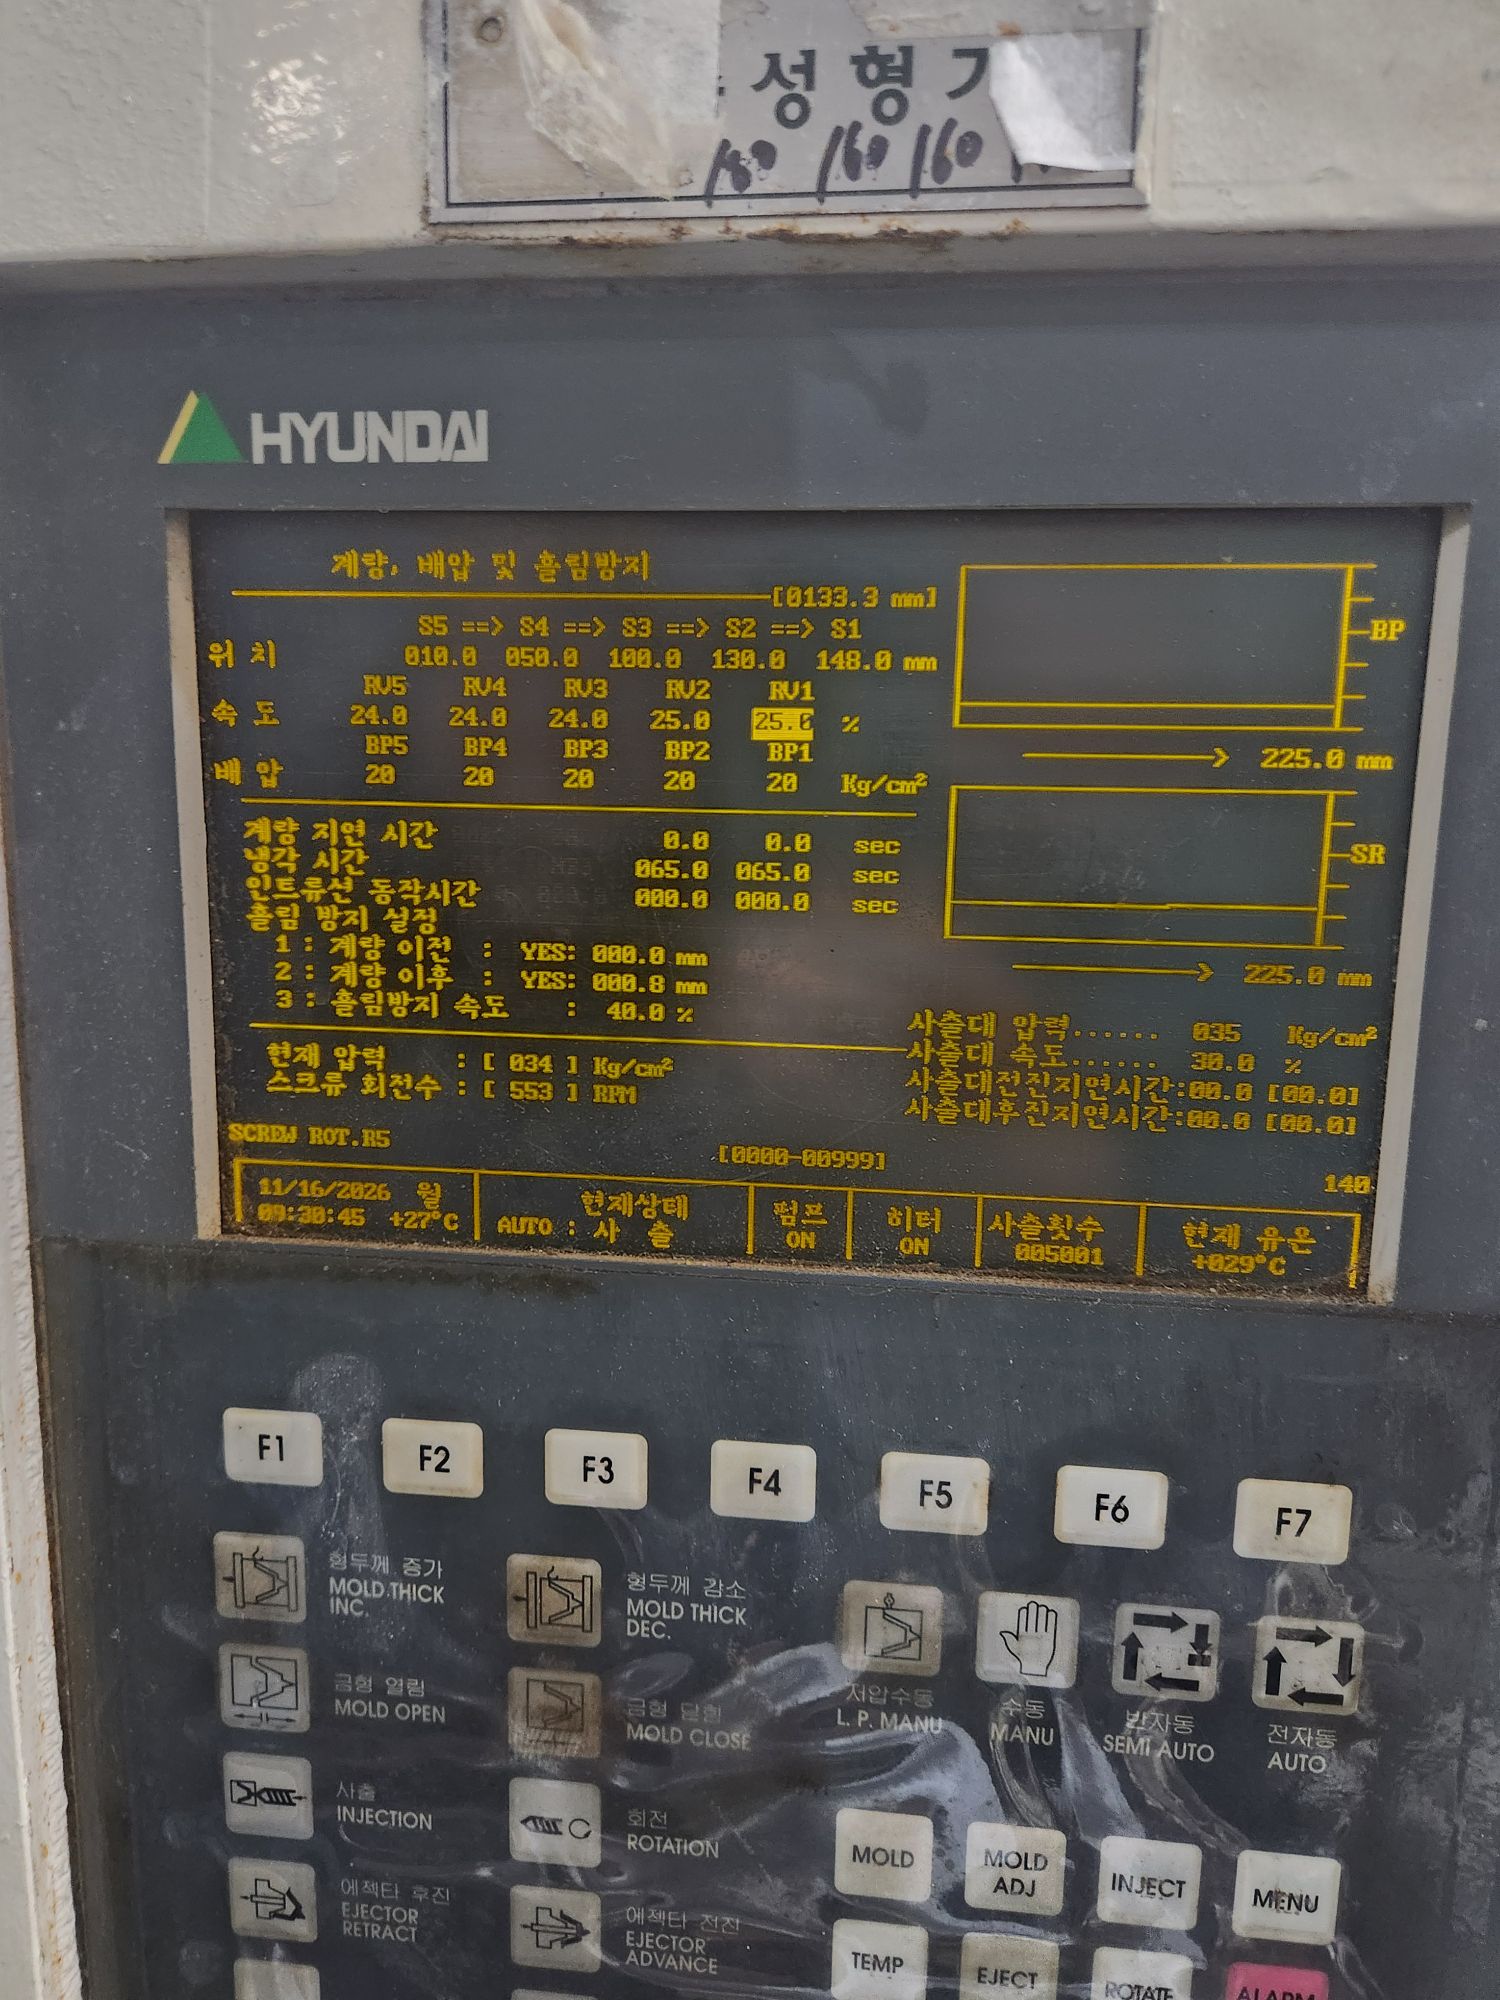 성형기
180 160 160
HYUNDAI
계량, 배압 및 흘림방지
[0133.3 mm]
S5 ==> S4 ==> S3 ==> S2 ==> S1
위 치 010.0 050.0 100.0 130.0 148.0 mm
RV5 RV4 RV3 RV2 RV1
속 도 24.0 24.0 24.0 25.0 25.0 %
BP5 BP4 BP3 BP2 BP1
배 압 20 20 20 20 20 Kg/cm²
BP
225.0 mm
SR
225.0 mm
계량 지연 시간 0.0 0.0 sec
냉각 시간 065.0 065.0 sec
인트류션 동작시간 000.0 000.0 sec
흘림 방지 설정
1 : 계량 이전 : YES: 000.0 mm
2 : 계량 이후 : YES: 000.8 mm
3 : 흘림방지 속도 : 40.0 %
사출대 압력...... 035 Kg/cm²
사출대 속도...... 30.0 %
사출대전진지연시간:00.0 [00.0]
사출대후진지연시간:00.0 [00.0]
현재 압력 : [ 034 ] Kg/cm²
스크류 회전수 : [ 553 ] RPM
SCREW ROT.R5
[0000-00999]
140
11/16/2026 월
09:30:45 +27°C
현재상태
AUTO : 사 출
펌프
ON
히터
ON
사출횟수
005001
현재 유온
+029°C
F1 F2 F3 F4 F5 F6 F7
형두께 증가
MOLD THICK
INC.
형두께 감소
MOLD THICK
DEC.
저압수동
L. P. MANU
수동
MANU
반자동
SEMI AUTO
전자동
AUTO
금형 열림
MOLD OPEN
금형 닫힘
MOLD CLOSE
사출
INJECTION
회전
ROTATION
MOLD
MOLD
ADJ
INJECT
MENU
에젝타 후진
EJECTOR
RETRACT
에젝타 전진
EJECTOR
ADVANCE
TEMP
EJECT
ROTATE
ALARM